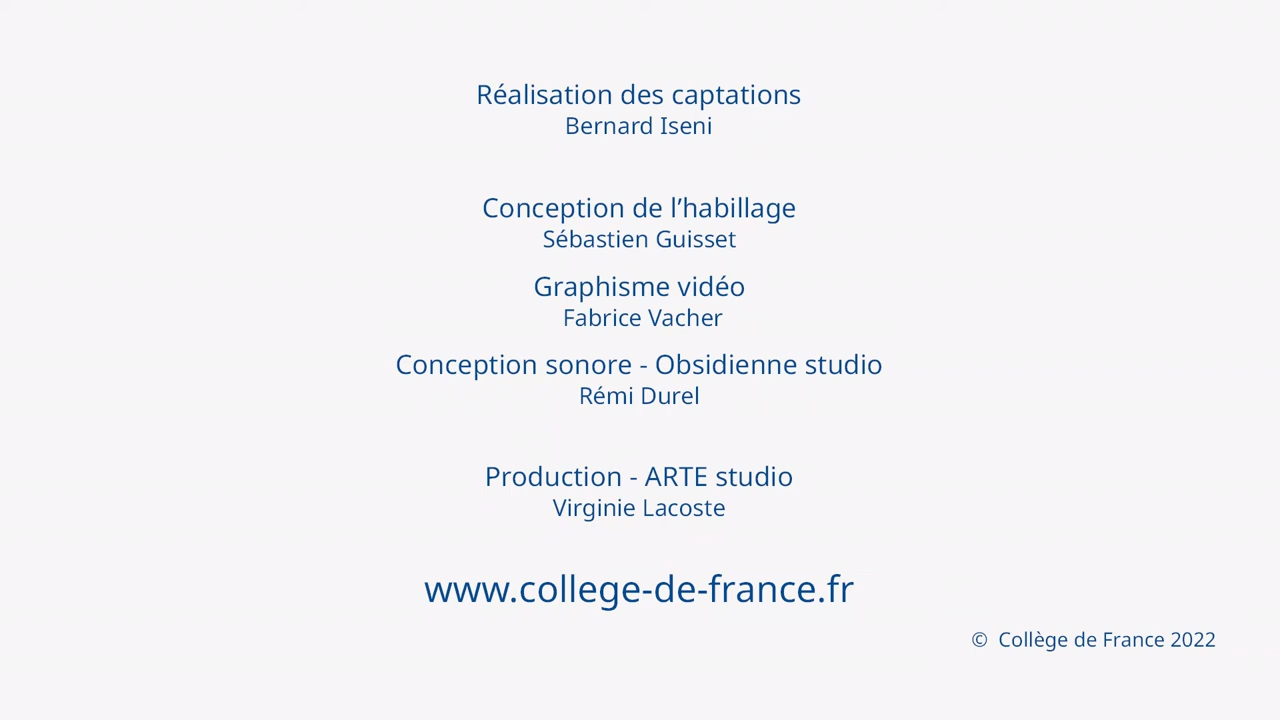 Réalisation des captations
Bernard Iseni
Conception de l’habillage
Sébastien Guisset
Graphisme vidéo
Fabrice Vacher
Conception sonore - Obsidienne studio
Rémi Durel
Production - ARTE studio
Virginie Lacoste
www.college-de-france.fr
© Collège de France 2022